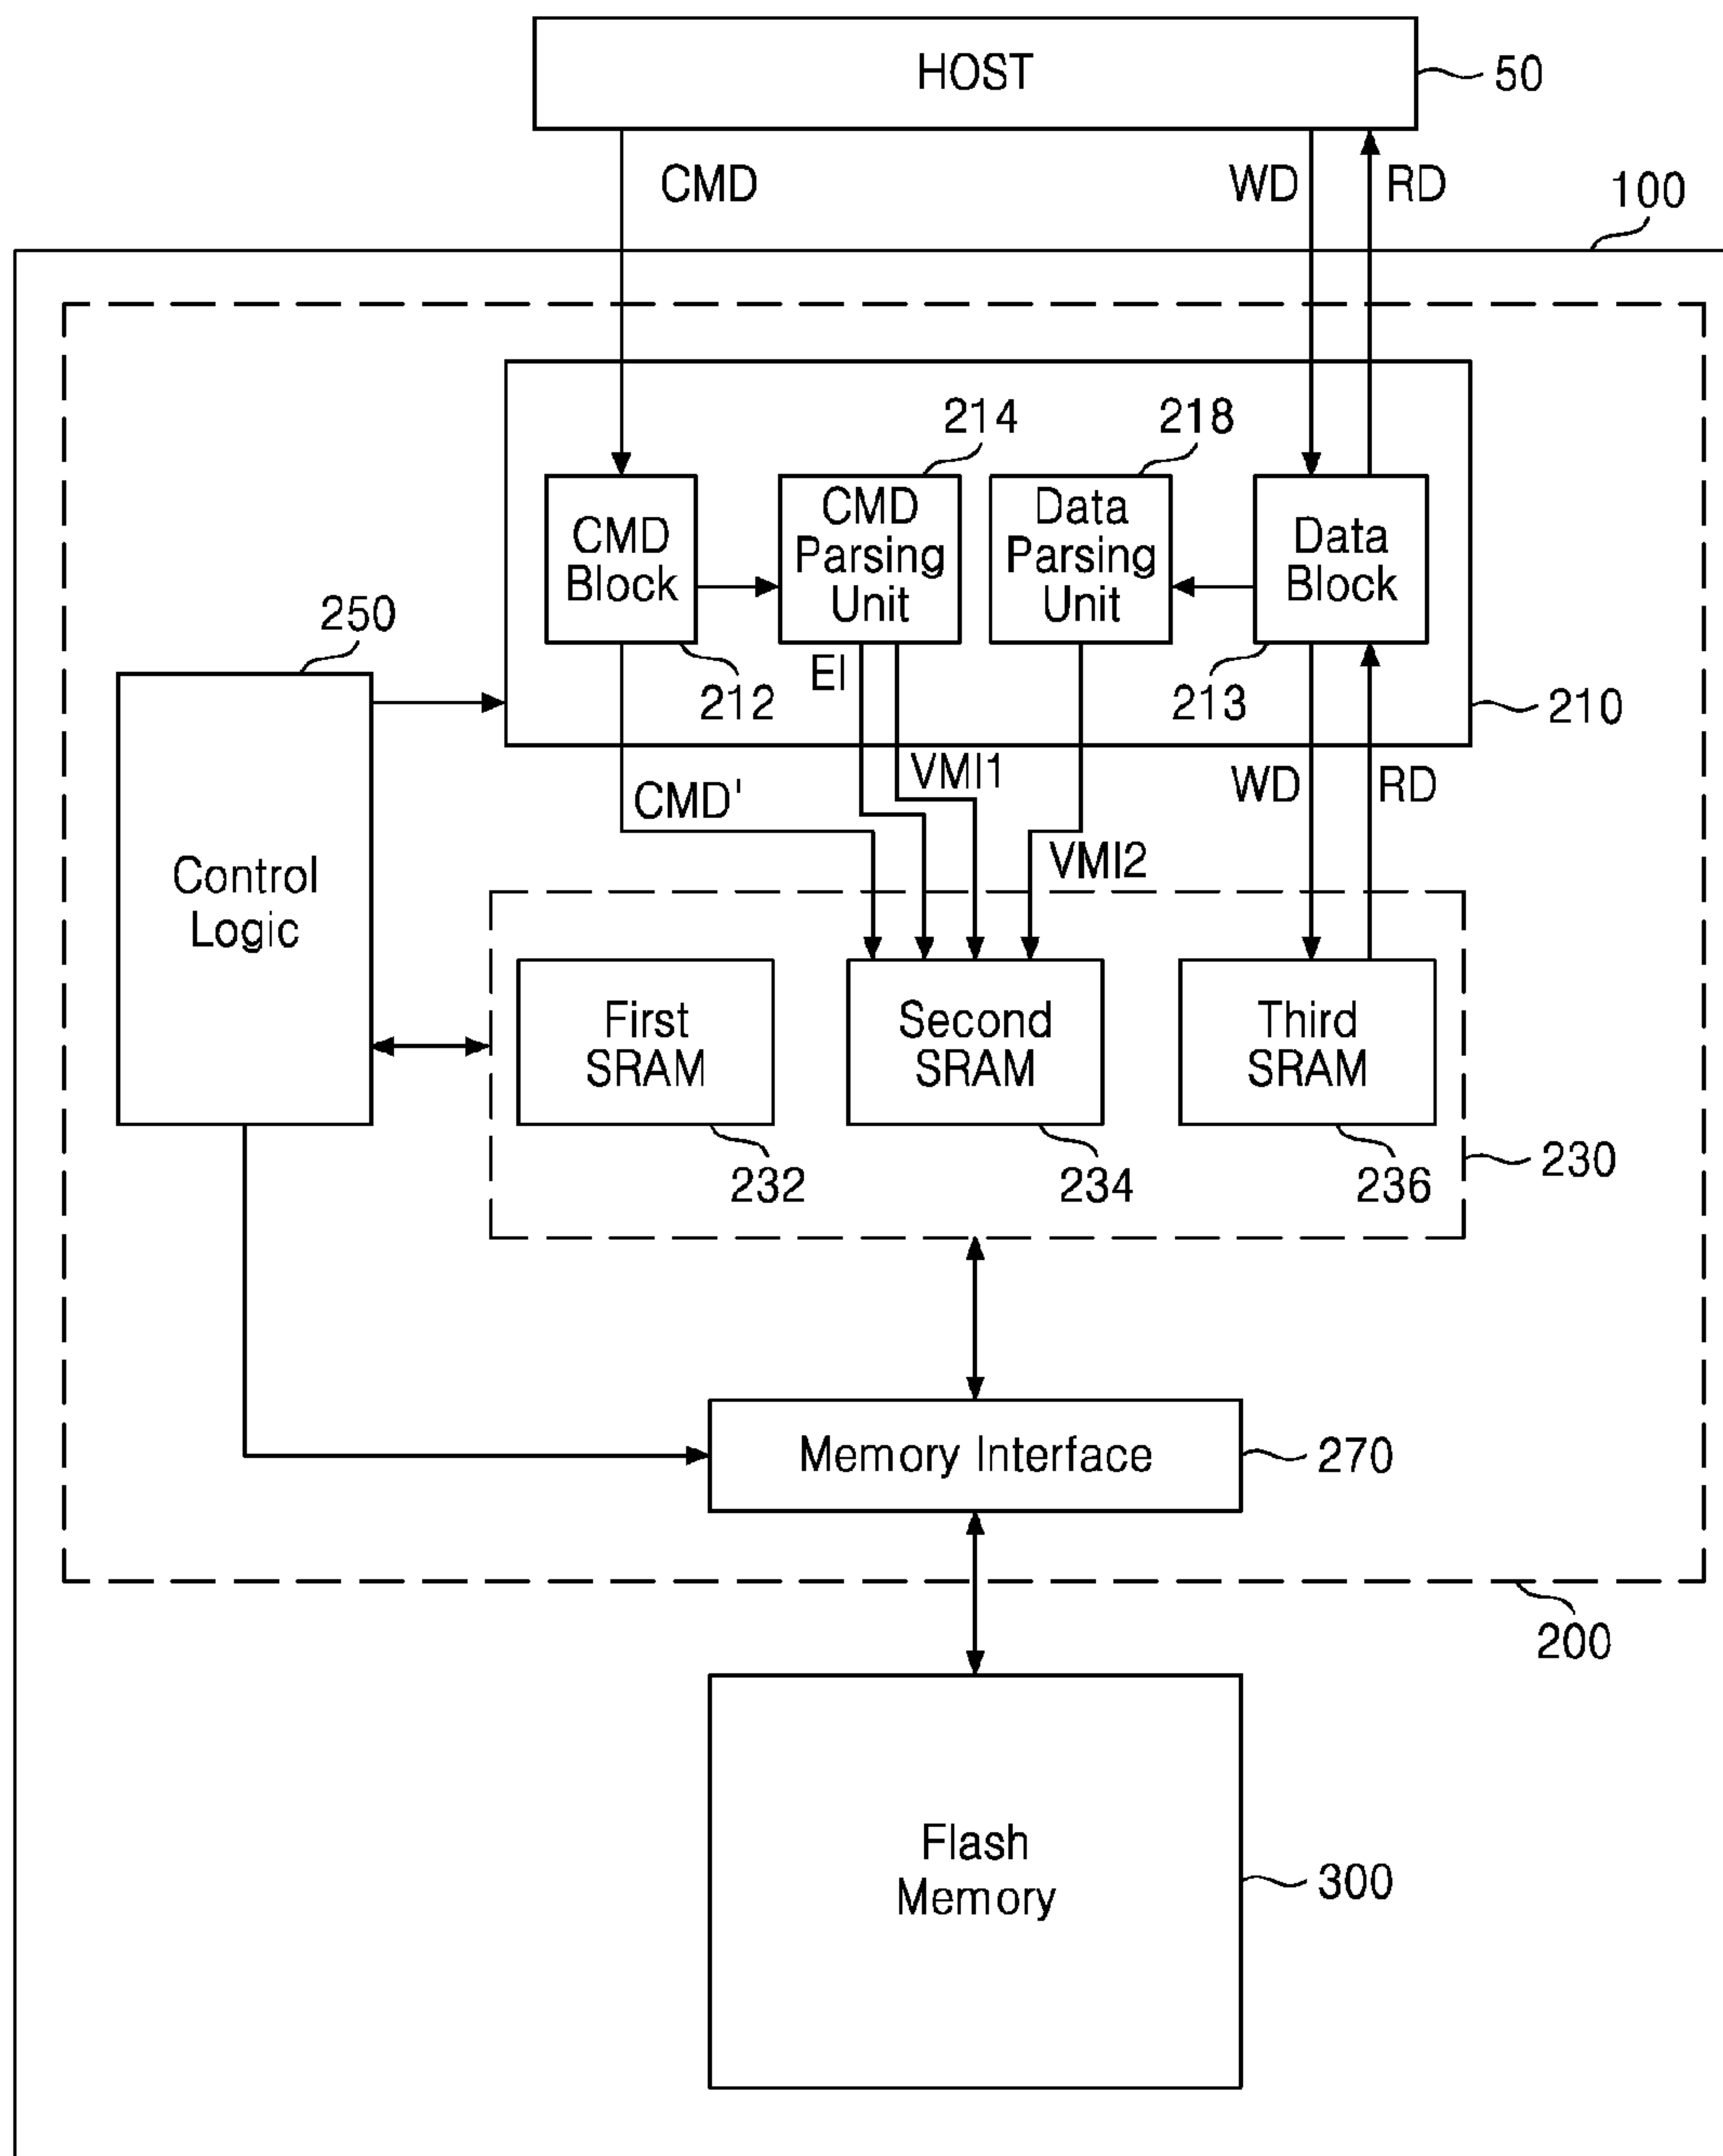 HOST
50
CMD
WD
RD
100
214
218
CMD
Block
CMD
Parsing
Unit
Data
Parsing
Unit
Data
Block
250
EI
212
213
210
CMD'
VMI1
WD
RD
VMI2
Control
Logic
First
SRAM
Second
SRAM
Third
SRAM
232
234
236
230
Memory Interface
270
200
Flash
Memory
300